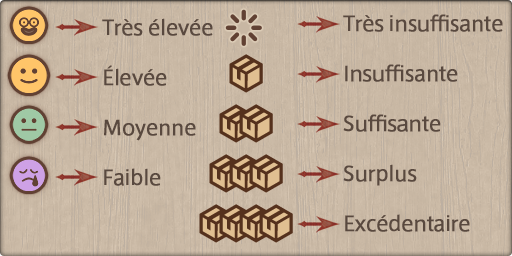 Très élevée
Très insuffisante
Élevée
Insuffisante
Moyenne
Suffisante
Faible
Surplus
Excédentaire